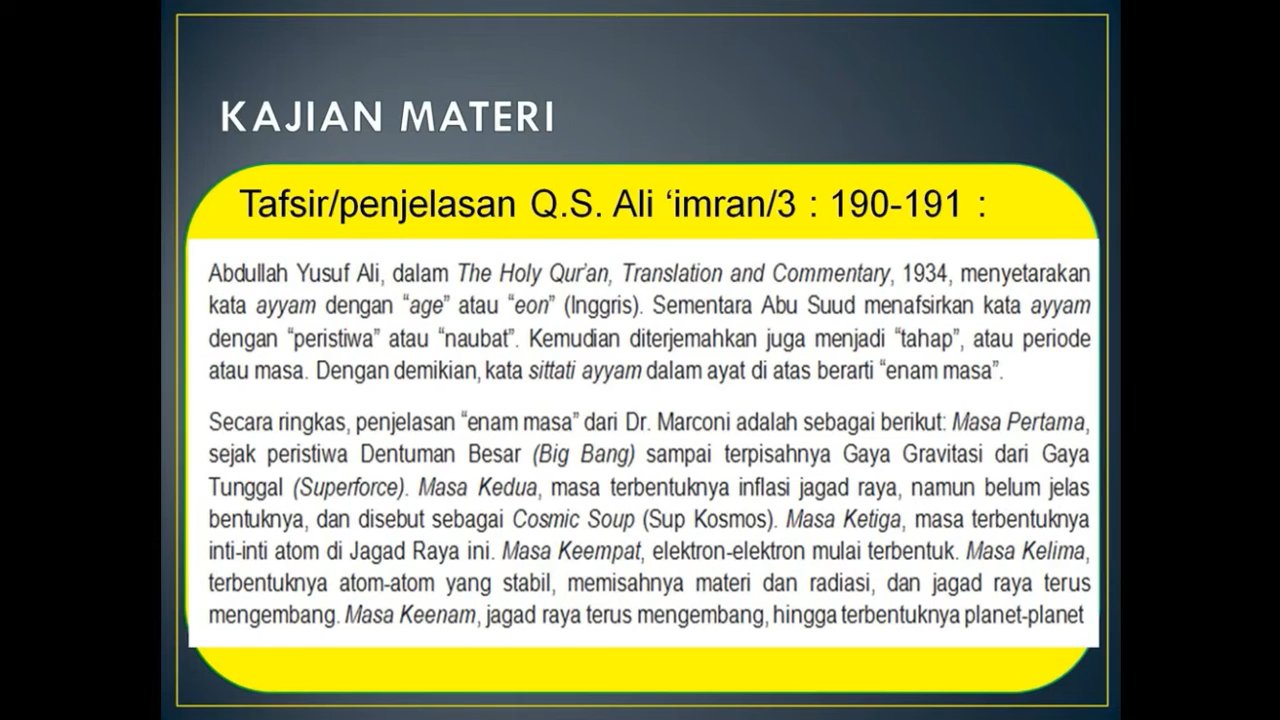 KAJIAN MATERI
Tafsir/penjelasan Q.S. Ali ‘imran/3 : 190-191 :
Abdullah Yusuf Ali, dalam The Holy Qur’an, Translation and Commentary, 1934, menyetarakan
kata ayyam dengan “age” atau “eon” (Inggris). Sementara Abu Suud menafsirkan kata ayyam
dengan “peristiwa” atau “naubat”. Kemudian diterjemahkan juga menjadi “tahap”, atau periode
atau masa. Dengan demikian, kata sittati ayyam dalam ayat di atas berarti “enam masa”.
Secara ringkas, penjelasan “enam masa” dari Dr. Marconi adalah sebagai berikut: Masa Pertama,
sejak peristiwa Dentuman Besar (Big Bang) sampai terpisahnya Gaya Gravitasi dari Gaya
Tunggal (Superforce). Masa Kedua, masa terbentuknya inflasi jagad raya, namun belum jelas
bentuknya, dan disebut sebagai Cosmic Soup (Sup Kosmos). Masa Ketiga, masa terbentuknya
inti-inti atom di Jagad Raya ini. Masa Keempat, elektron-elektron mulai terbentuk. Masa Kelima,
terbentuknya atom-atom yang stabil, memisahnya materi dan radiasi, dan jagad raya terus
mengembang. Masa Keenam, jagad raya terus mengembang, hingga terbentuknya planet-planet